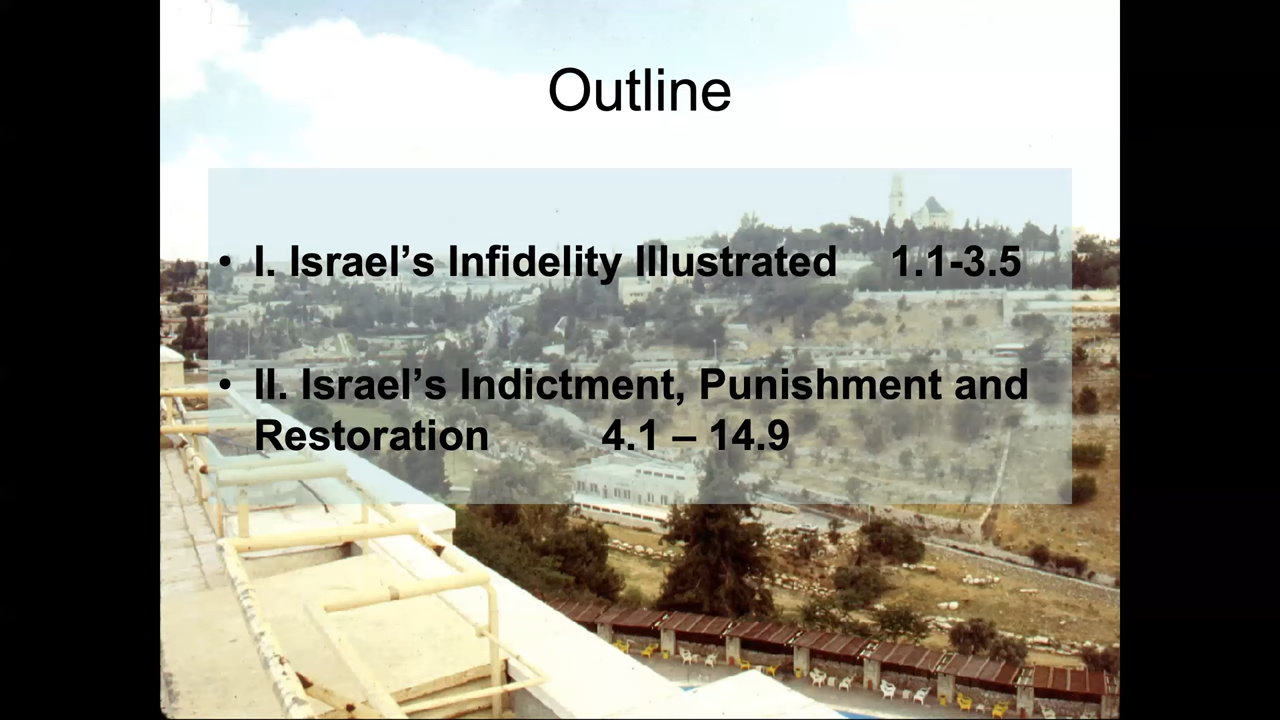 Outline
• I. Israel’s Infidelity Illustrated 1.1-3.5
• II. Israel’s Indictment, Punishment and
Restoration 4.1 – 14.9